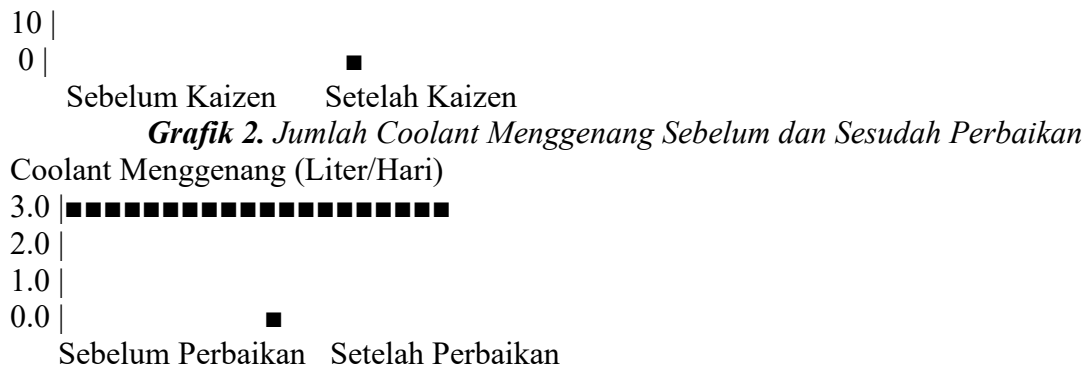 10 |
0 | ■
Sebelum Kaizen Setelah Kaizen
Grafik 2. Jumlah Coolant Menggenang Sebelum dan Sesudah Perbaikan
Coolant Menggenang (Liter/Hari)
3.0 |■■■■■■■■■■■■■■■■■■■■
2.0 |
1.0 |
0.0 | ■
Sebelum Perbaikan Setelah Perbaikan